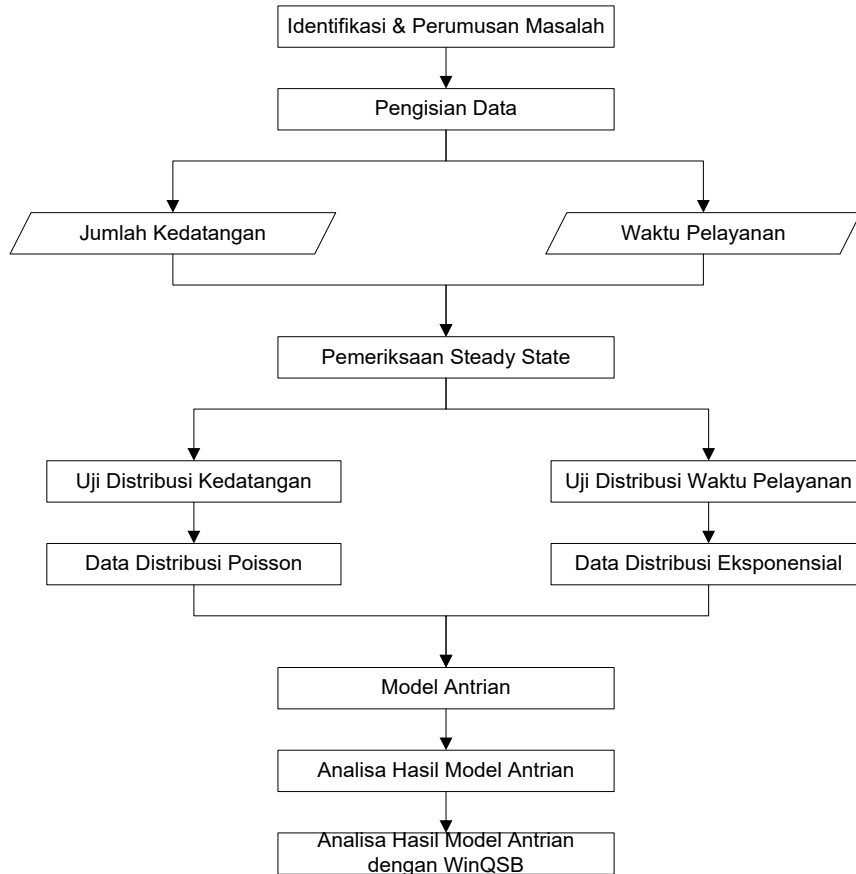 Identifikasi & Perumusan Masalah
Pengisian Data
Jumlah Kedatangan
Waktu Pelayanan
Pemeriksaan Steady State
Uji Distribusi Kedatangan
Uji Distribusi Waktu Pelayanan
Data Distribusi Poisson
Data Distribusi Eksponensial
Model Antrian
Analisa Hasil Model Antrian
Analisa Hasil Model Antrian
dengan WinQSB